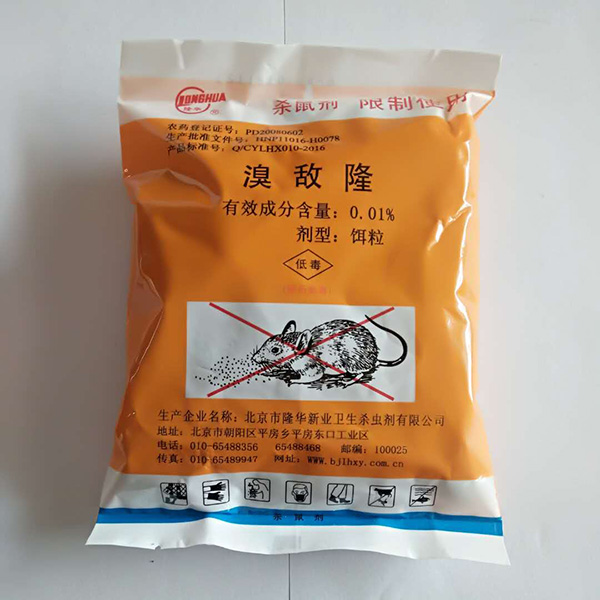 LONGHUA
隆华
®
杀鼠剂 限制使用
农药登记证号：PD20080602
生产批准文件号：HNP11016-H0078
产品标准号：Q/CYLHX010-2016
溴敌隆
有效成分含量：0.01%
剂型：饵粒
低毒
生产企业名称：北京市隆华新业卫生杀虫剂有限公司
地址：北京市朝阳区平房乡平房东口工业区
电话：010-65488356 65488468 邮编：100025
传真：010-65489947 网址：Www.bjlhxy.com.cn
杀鼠剂